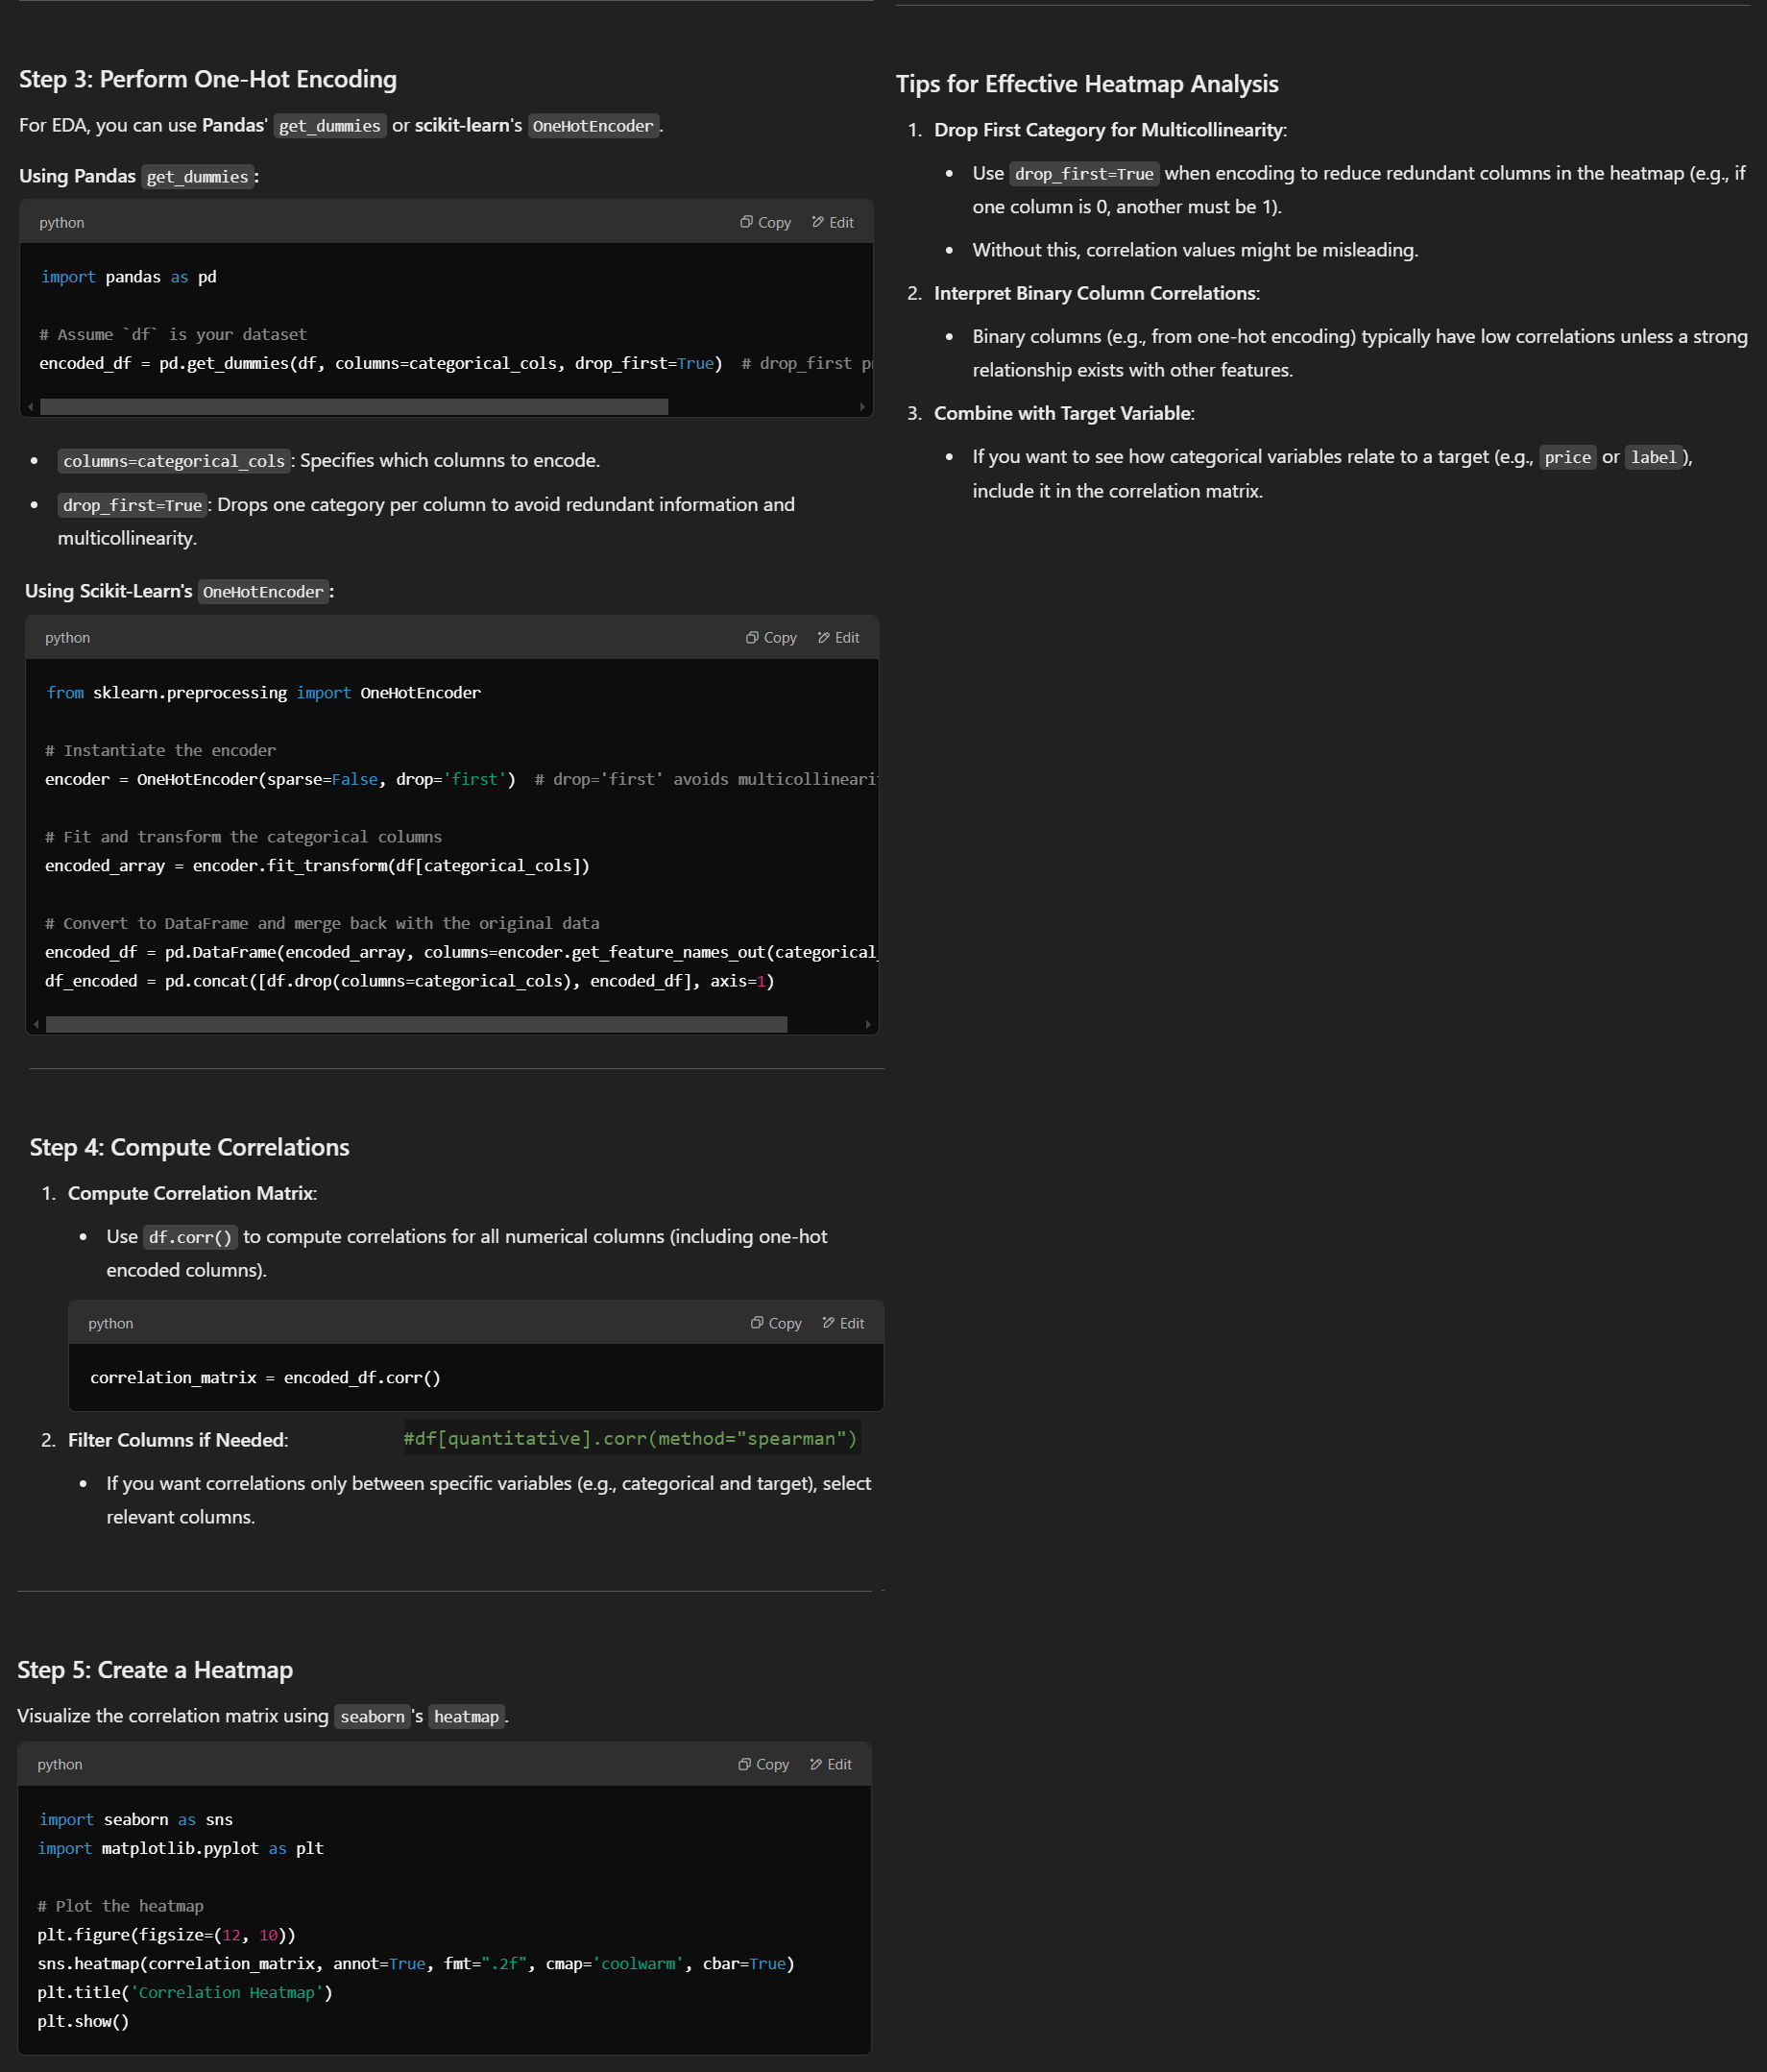 Step 3: Perform One-Hot Encoding
For EDA, you can use Pandas' get_dummies or scikit-learn's OneHotEncoder.
Using Pandas get_dummies:
python
Copy
Edit
import pandas as pd
# Assume `df` is your dataset
encoded_df = pd.get_dummies(df, columns=categorical_cols, drop_first=True)  # drop_first
• columns=categorical_cols: Specifies which columns to encode.
• drop_first=True: Drops one category per column to avoid redundant information and
multicollinearity.
Using Scikit-Learn's OneHotEncoder:
python
Copy
Edit
from sklearn.preprocessing import OneHotEncoder
# Instantiate the encoder
encoder = OneHotEncoder(sparse=False, drop='first')  # drop='first' avoids multicollineari
# Fit and transform the categorical columns
encoded_array = encoder.fit_transform(df[categorical_cols])
# Convert to DataFrame and merge back with the original data
encoded_df = pd.DataFrame(encoded_array, columns=encoder.get_feature_names_out(categorical_
df_encoded = pd.concat([df.drop(columns=categorical_cols), encoded_df], axis=1)
Step 4: Compute Correlations
1. Compute Correlation Matrix:
• Use df.corr() to compute correlations for all numerical columns (including one-hot
encoded columns).
python
Copy
Edit
correlation_matrix = encoded_df.corr()
2. Filter Columns if Needed:
#df[quantitative].corr(method="spearman")
• If you want correlations only between specific variables (e.g., categorical and target), select
relevant columns.
Step 5: Create a Heatmap
Visualize the correlation matrix using seaborn's heatmap.
python
Copy
Edit
import seaborn as sns
import matplotlib.pyplot as plt
# Plot the heatmap
plt.figure(figsize=(12, 10))
sns.heatmap(correlation_matrix, annot=True, fmt=".2f", cmap='coolwarm', cbar=True)
plt.title('Correlation Heatmap')
plt.show()
Tips for Effective Heatmap Analysis
1. Drop First Category for Multicollinearity:
• Use drop_first=True when encoding to reduce redundant columns in the heatmap (e.g., if
one column is 0, another must be 1).
• Without this, correlation values might be misleading.
2. Interpret Binary Column Correlations:
• Binary columns (e.g., from one-hot encoding) typically have low correlations unless a strong
relationship exists with other features.
3. Combine with Target Variable:
• If you want to see how categorical variables relate to a target (e.g., price or label),
include it in the correlation matrix.